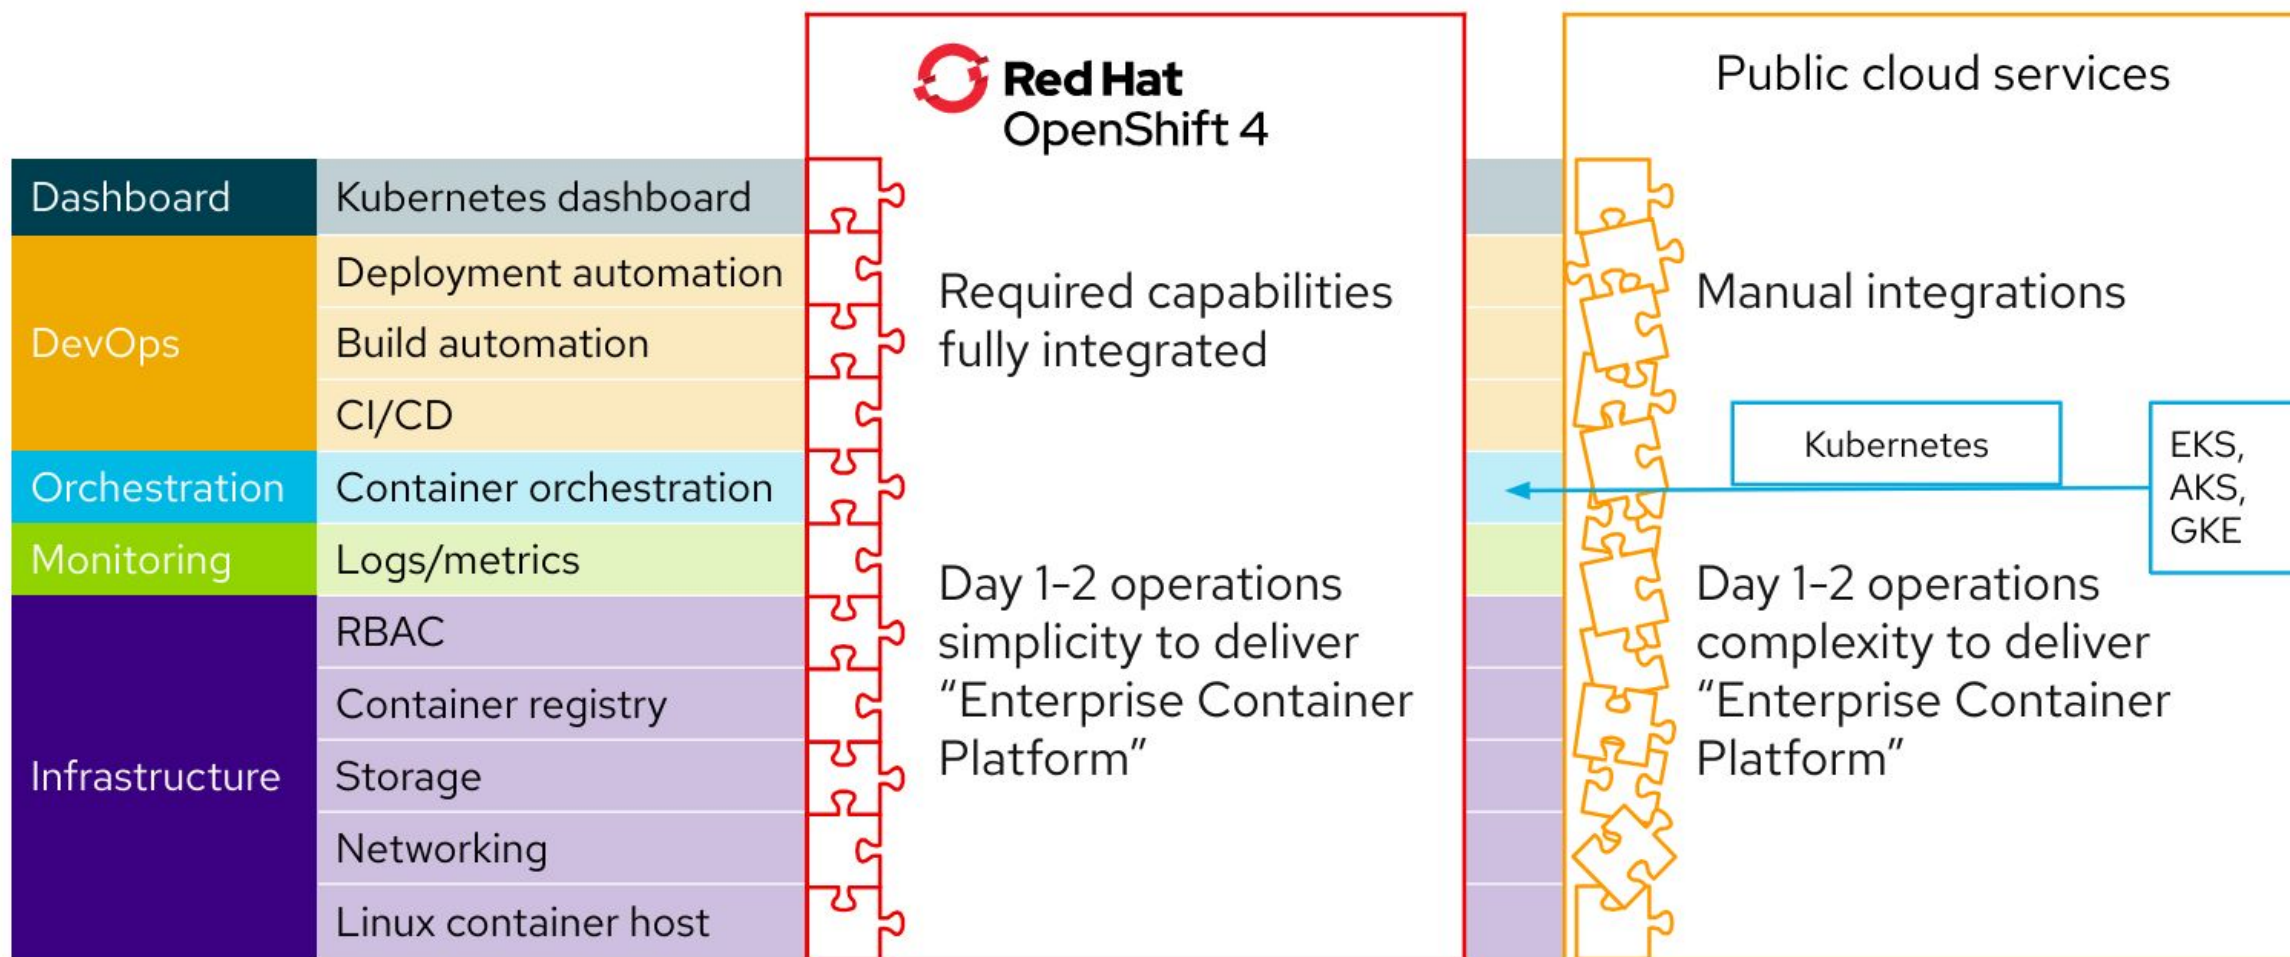 Red Hat
OpenShift 4
Public cloud services
Dashboard
Kubernetes dashboard
DevOps
Deployment automation
Build automation
CI/CD
Orchestration
Container orchestration
Monitoring
Logs/metrics
Infrastructure
RBAC
Container registry
Storage
Networking
Linux container host
Required capabilities
fully integrated
Day 1-2 operations
simplicity to deliver
“Enterprise Container
Platform”
Manual integrations
Kubernetes
EKS,
AKS,
GKE
Day 1-2 operations
complexity to deliver
“Enterprise Container
Platform”